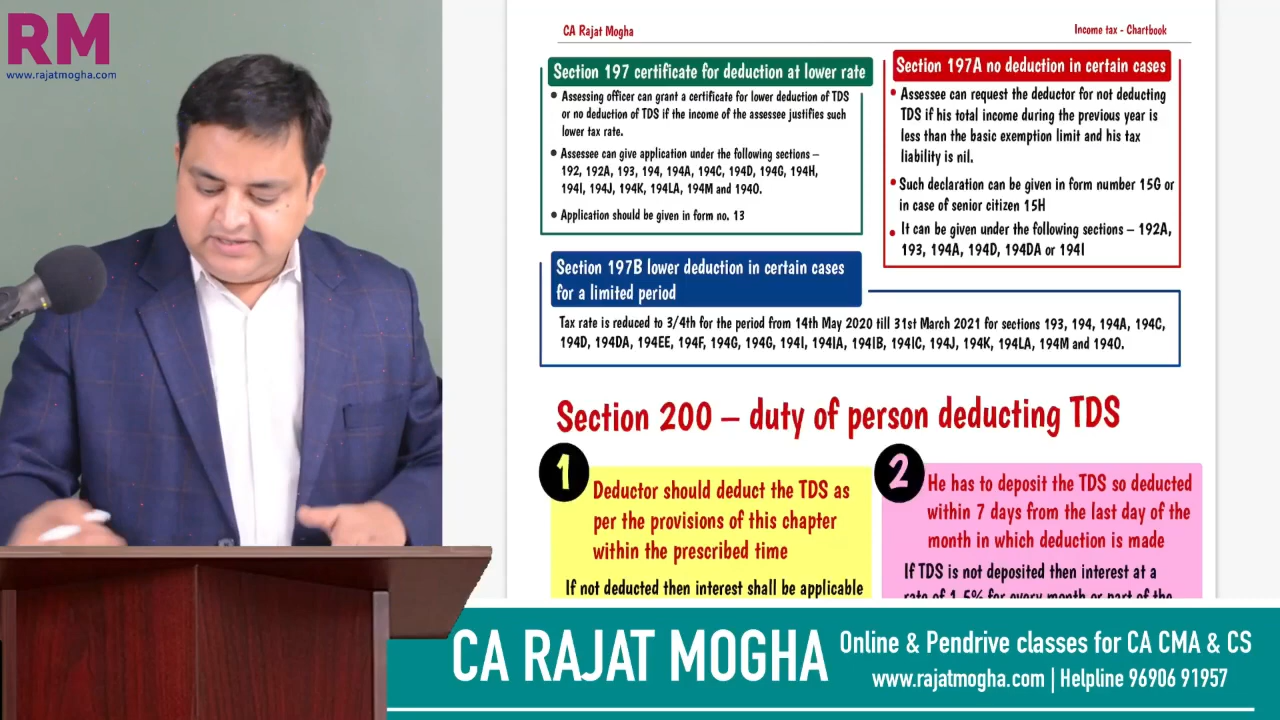 RM
www.rajatmogha.com
CA Rajat Mogha
Income tax - Chartbook
Section 197 certificate for deduction at lower rate
• Assessing officer can grant a certificate for lower deduction of TDS
or no deduction of TDS if the income of the assessee justifies such
lower tax rate.
• Assessee can give application under the following sections –
192, 192A, 193, 194, 194A, 194C, 194D, 194G, 194H,
194I, 194J, 194K, 194LA, 194M and 194O.
• Application should be given in form no. 13
Section 197A no deduction in certain cases
• Assessee can request the deductor for not deducting
TDS if his total income during the previous year is
less than the basic exemption limit and his tax
liability is nil.
• Such declaration can be given in form number 15G or
in case of senior citizen 15H
• It can be given under the following sections – 192A,
193, 194A, 194D, 194DA or 194I
Section 197B lower deduction in certain cases
for a limited period
Tax rate is reduced to 3/4th for the period from 14th May 2020 till 31st March 2021 for sections 193, 194, 194A, 194C,
194D, 194DA, 194EE, 194F, 194G, 194G, 194I, 194IA, 194IB, 194IC, 194J, 194K, 194LA, 194M and 194O.
Section 200 – duty of person deducting TDS
1
Deductor should deduct the TDS as
per the provisions of this chapter
within the prescribed time
If not deducted then interest shall be applicable
2
He has to deposit the TDS so deducted
within 7 days from the last day of the
month in which deduction is made
If TDS is not deposited then interest at a
rate of 1.5% for every month or part of the
CA RAJAT MOGHA
Online & Pendrive classes for CA CMA & CS
www.rajatmogha.com | Helpline 96906 91957